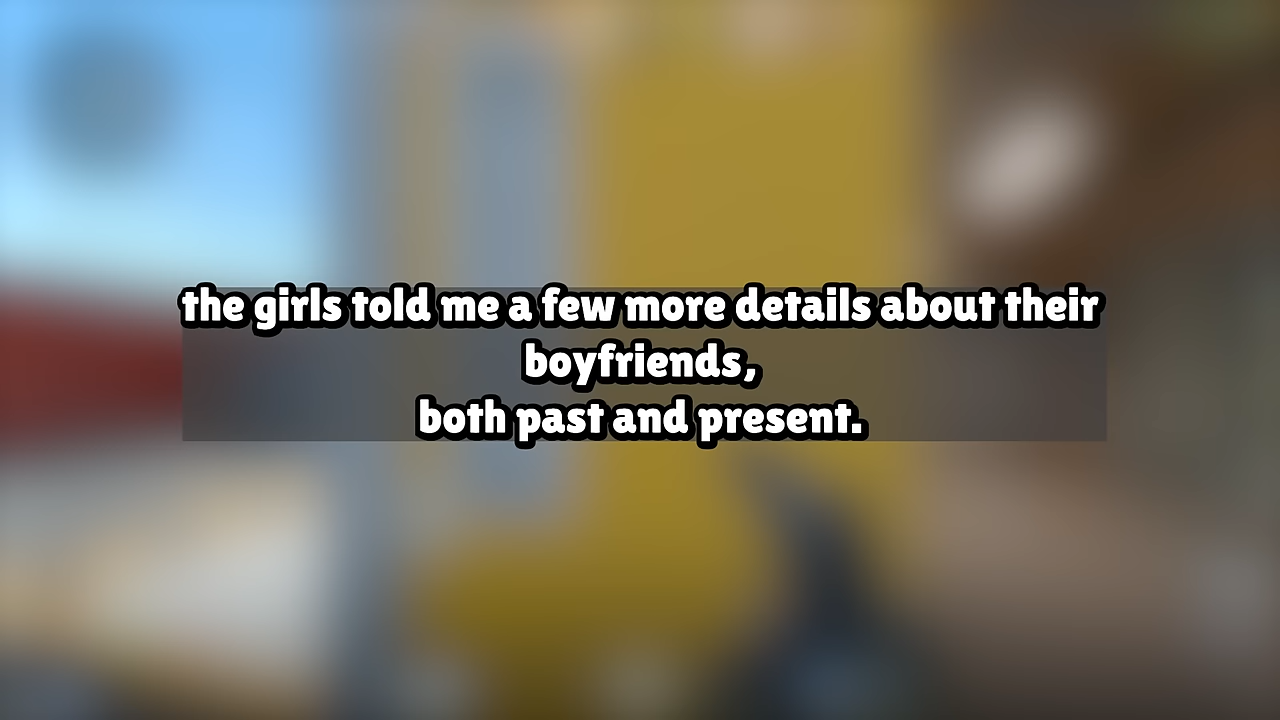 the girls told me a few more details about their
boyfriends,
both past and present.